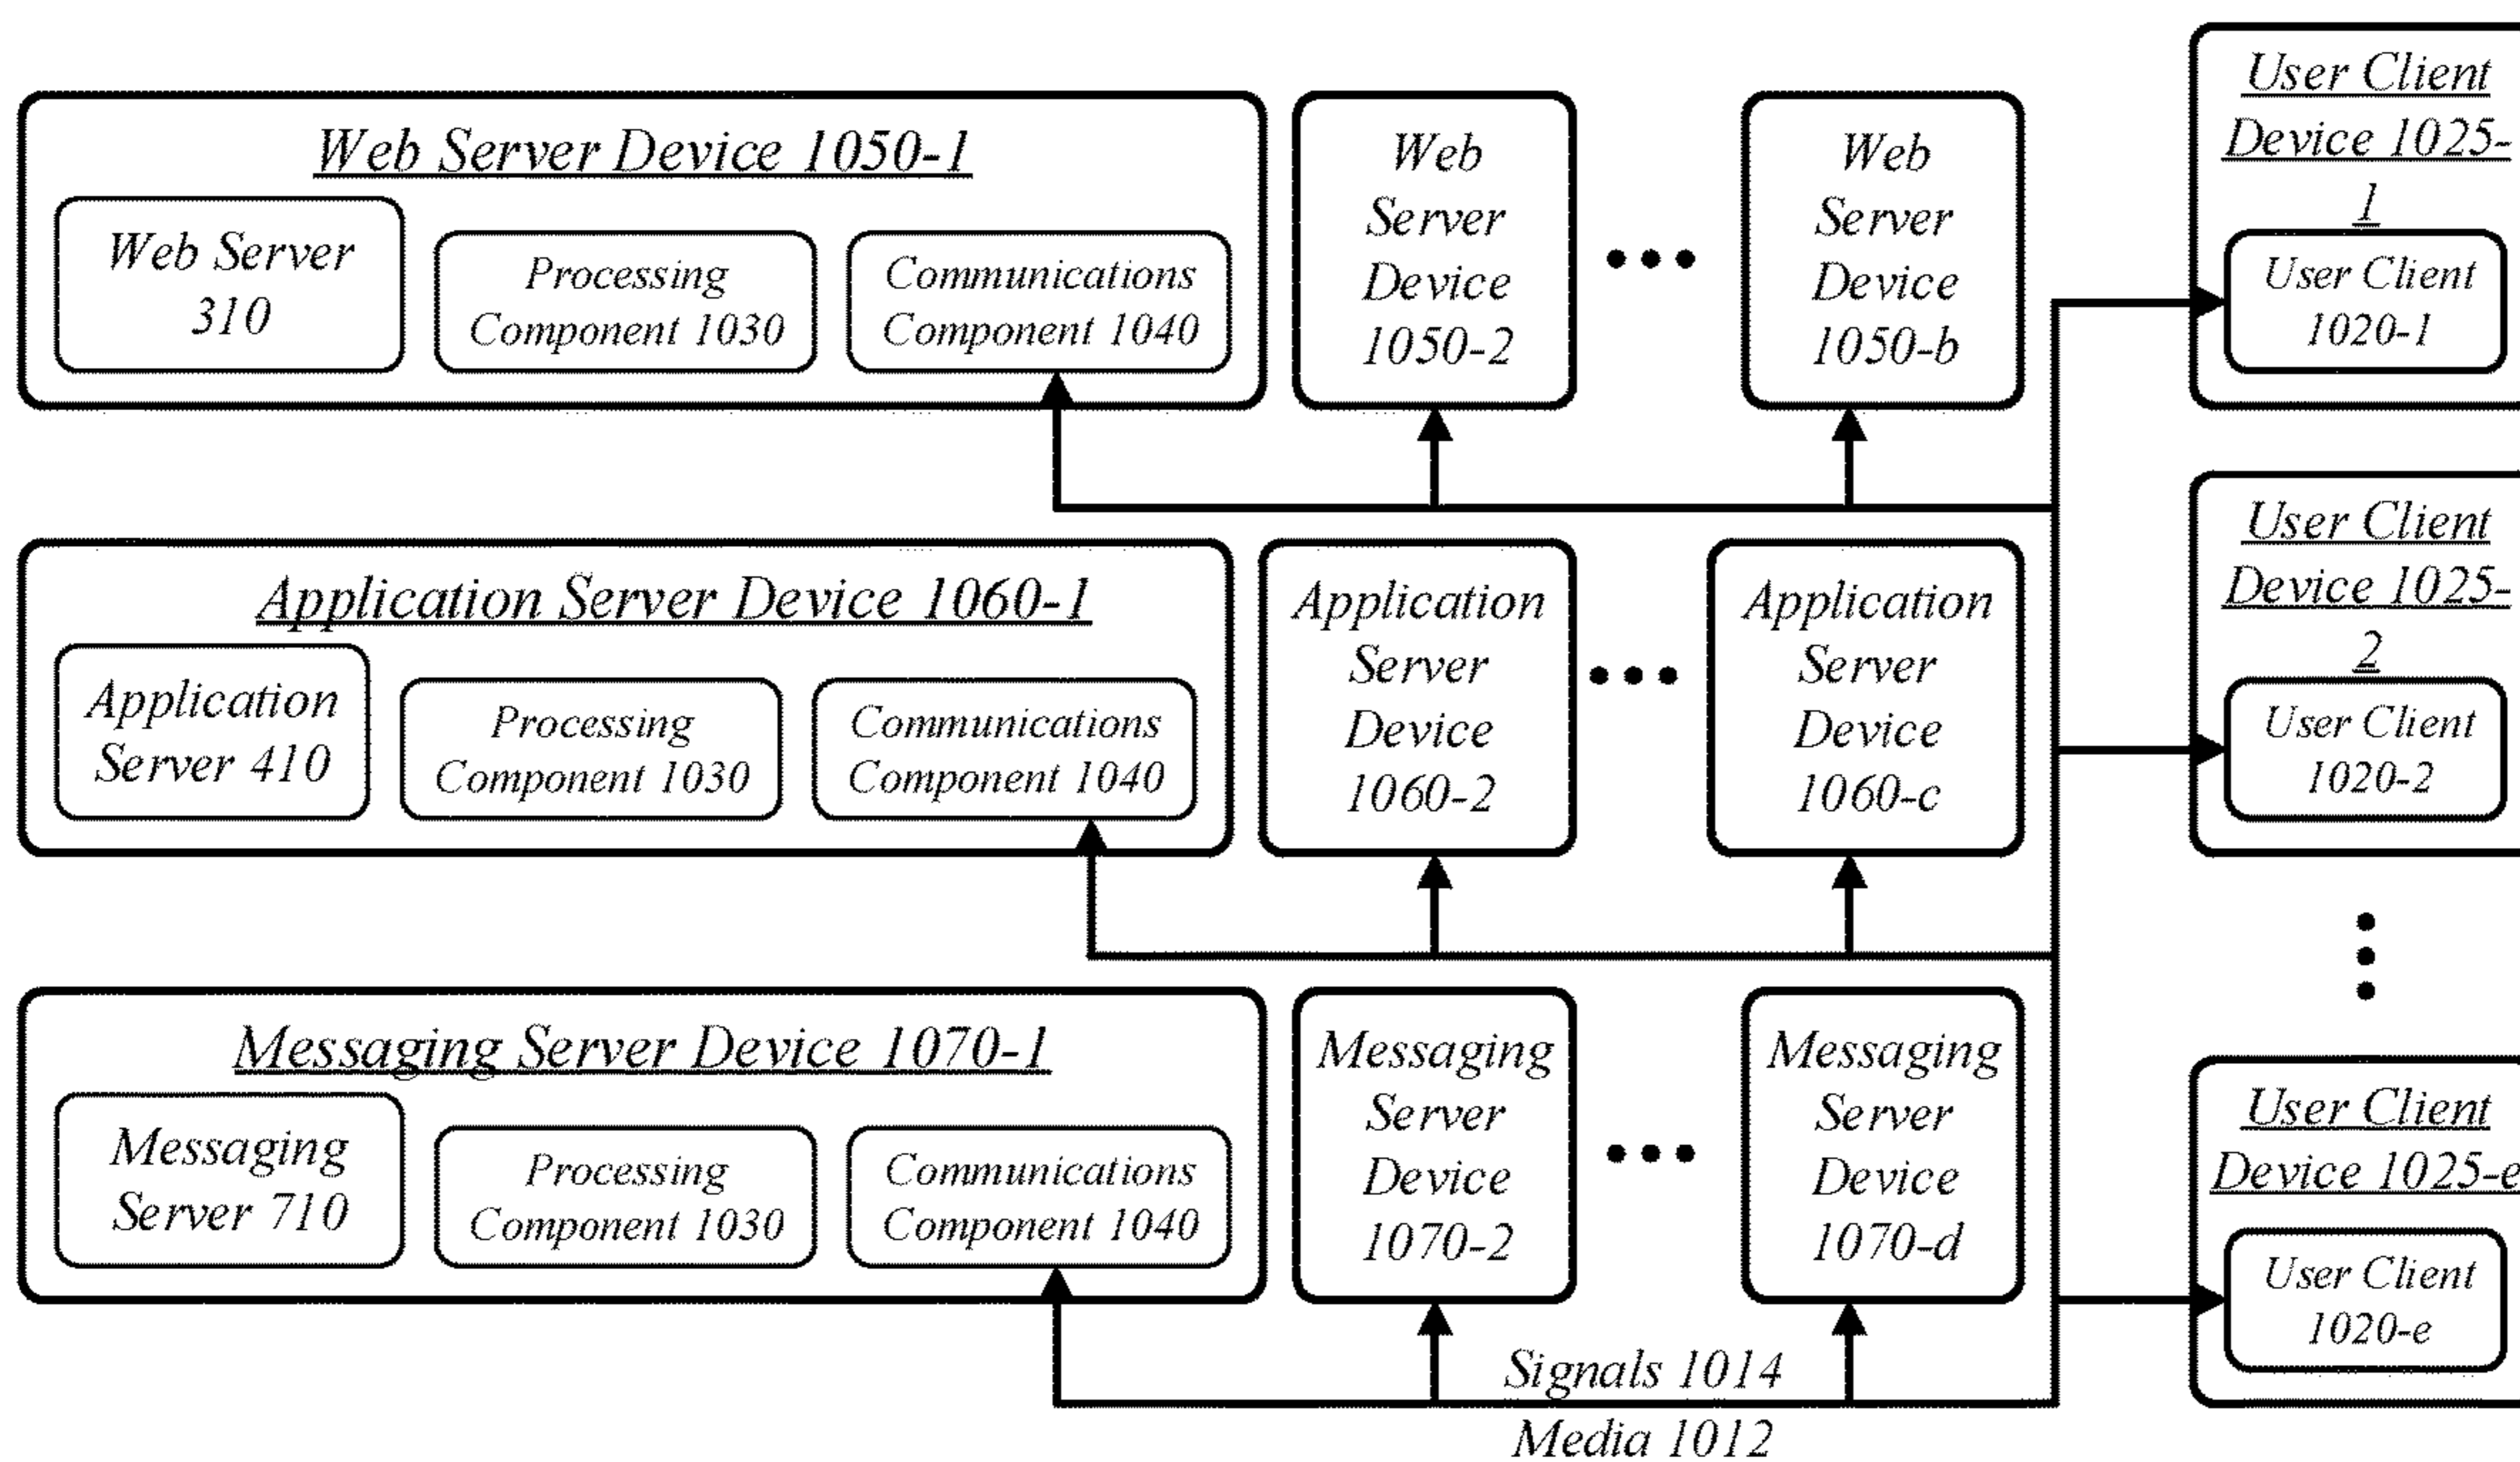 Web Server Device 1050-1
Web Server
310
Processing
Component 1030
Communications
Component 1040
Web
Server
Device
1050-2
Web
Server
Device
1050-b
User Client
Device 1025-
1
User Client
1020-1
Application Server Device 1060-1
Application
Server 410
Processing
Component 1030
Communications
Component 1040
Application
Server
Device
1060-2
Application
Server
Device
1060-c
User Client
Device 1025-
2
User Client
1020-2
Messaging Server Device 1070-1
Messaging
Server 710
Processing
Component 1030
Communications
Component 1040
Messaging
Server
Device
1070-2
Messaging
Server
Device
1070-d
User Client
Device 1025-e
User Client
1020-e
Signals 1014
Media 1012